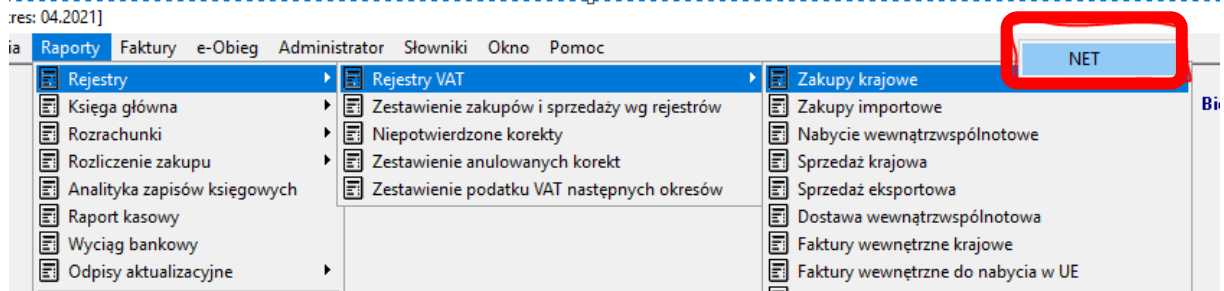 res: 04.2021]
ia Raporty Faktury e-Obieg Administrator Słowniki Okno Pomoc
NET
Rejestry
Księga główna
Rozrachunki
Rozliczenie zakupu
Analityka zapisów księgowych
Raport kasowy
Wyciąg bankowy
Odpisy aktualizacyjne
Rejestry VAT
Zestawienie zakupów i sprzedaży wg rejestrów
Niepotwierdzone korekty
Zestawienie anulowanych korekt
Zestawienie podatku VAT następnych okresów
Zakupy krajowe
Zakupy importowe
Nabycie wewnątrzwspólnotowe
Sprzedaż krajowa
Sprzedaż eksportowa
Dostawa wewnątrzwspólnotowa
Faktury wewnętrzne krajowe
Faktury wewnętrzne do nabycia w UE
Bi